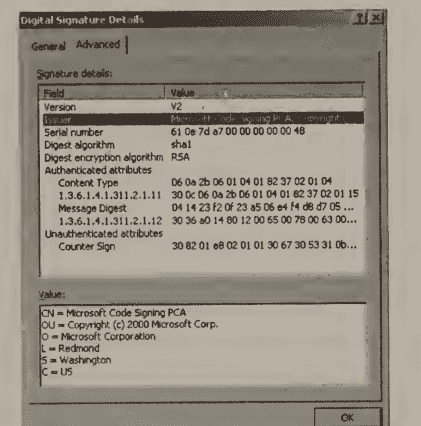 Digital Signature Details
General Advanced
Signature details:
Field Value
Version V2
Issuer Microsoft Code Signing PCA, Copyright (
Serial number 61 0e 7d a7 00 00 00 00 00 48
Digest algorithm sha1
Digest encryption algorithm RSA
Authenticated attributes
Content Type 06 0a 2b 06 01 04 01 82 37 02 01 04
1.3.6.1.4.1.311.2.1.11 30 0c 06 0a 2b 06 01 04 01 82 37 02 01 15
Message Digest 04 14 23 f2 0f 23 a5 06 e4 f4 d8 d7 05 ...
1.3.6.1.4.1.311.2.1.12 30 36 a0 14 80 12 00 65 00 78 00 63 00...
Unauthenticated attributes
Counter Sign 30 82 01 e8 02 01 01 30 67 30 53 31 0b...
Value:
CN = Microsoft Code Signing PCA
OU = Copyright (c) 2000 Microsoft Corp.
O = Microsoft Corporation
L = Redmond
S = Washington
C = US
OK